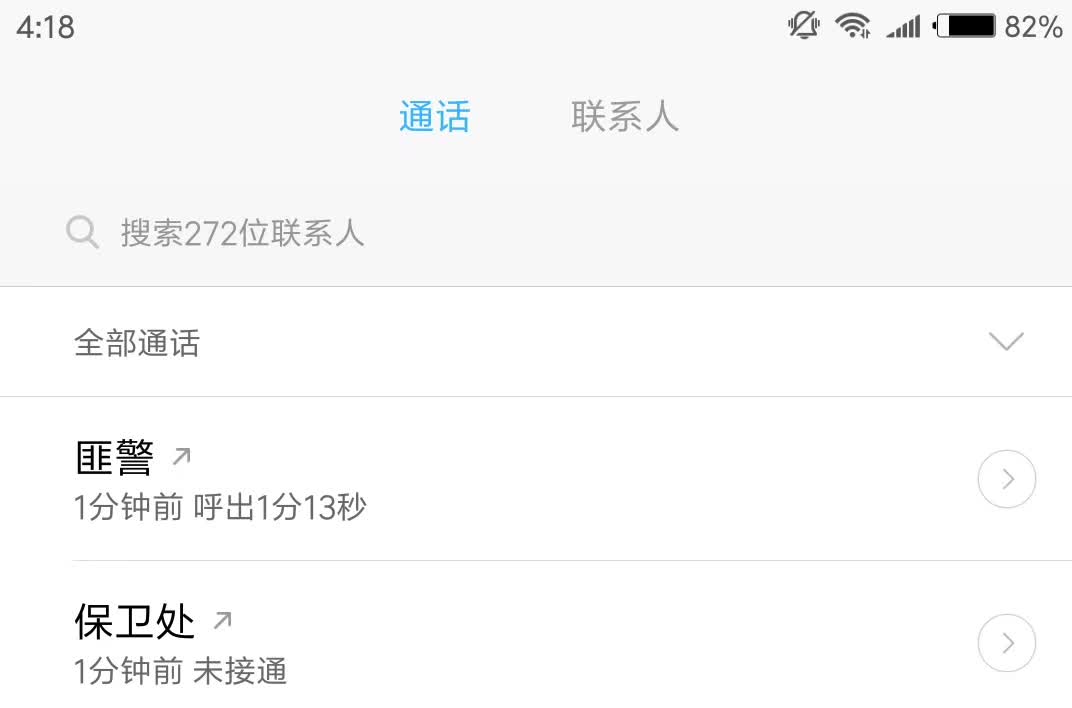 4:18 82%
通话 联系人
搜索272位联系人
全部通话
匪警
1分钟前 呼出1分13秒
保卫处
1分钟前 未接通